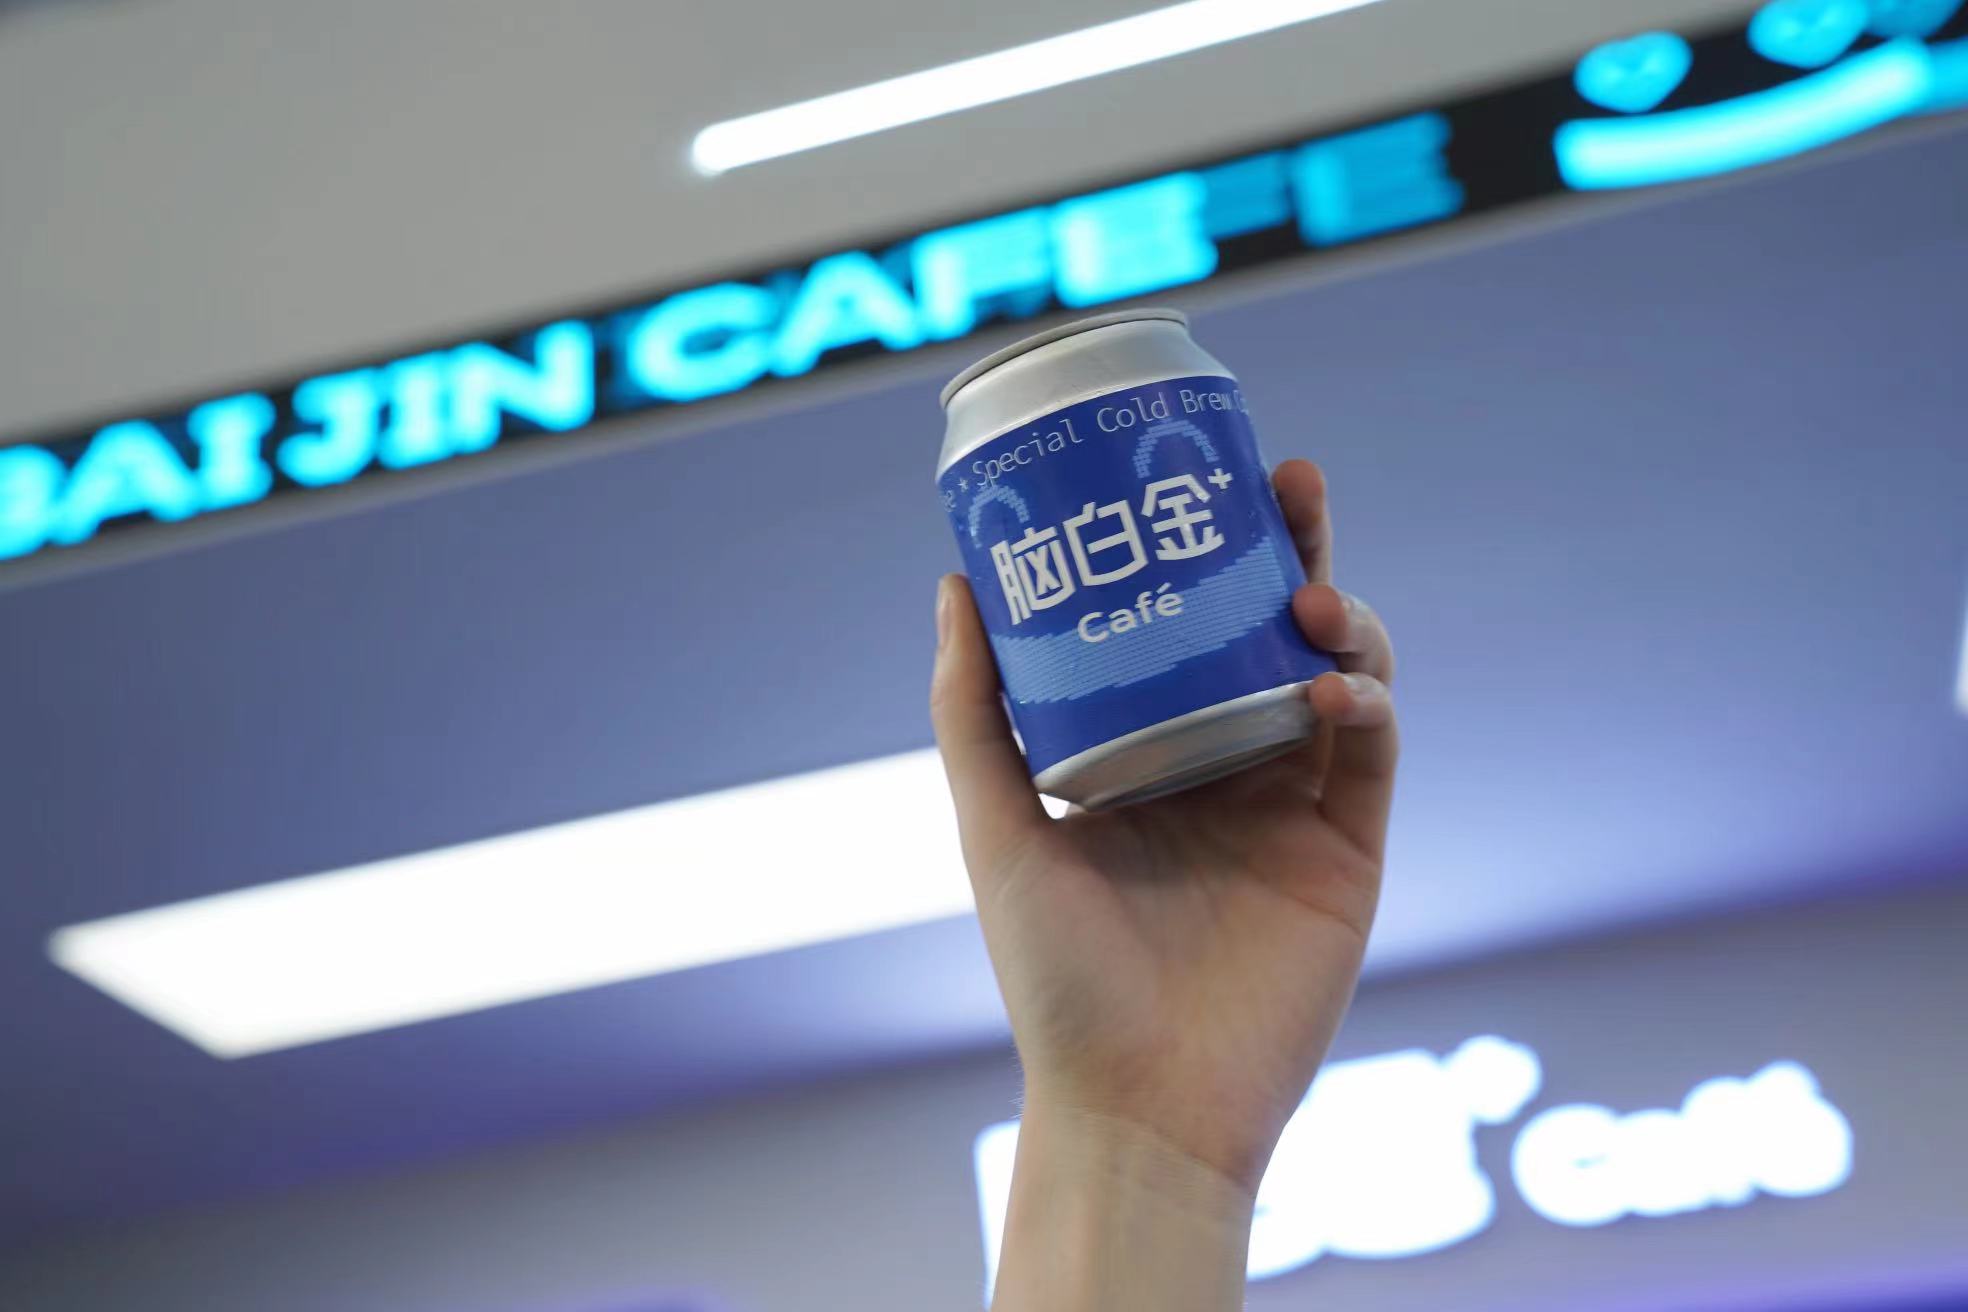 BAI JIN CAFE
e * Special Cold Brew C
脑白金+
Café
Café